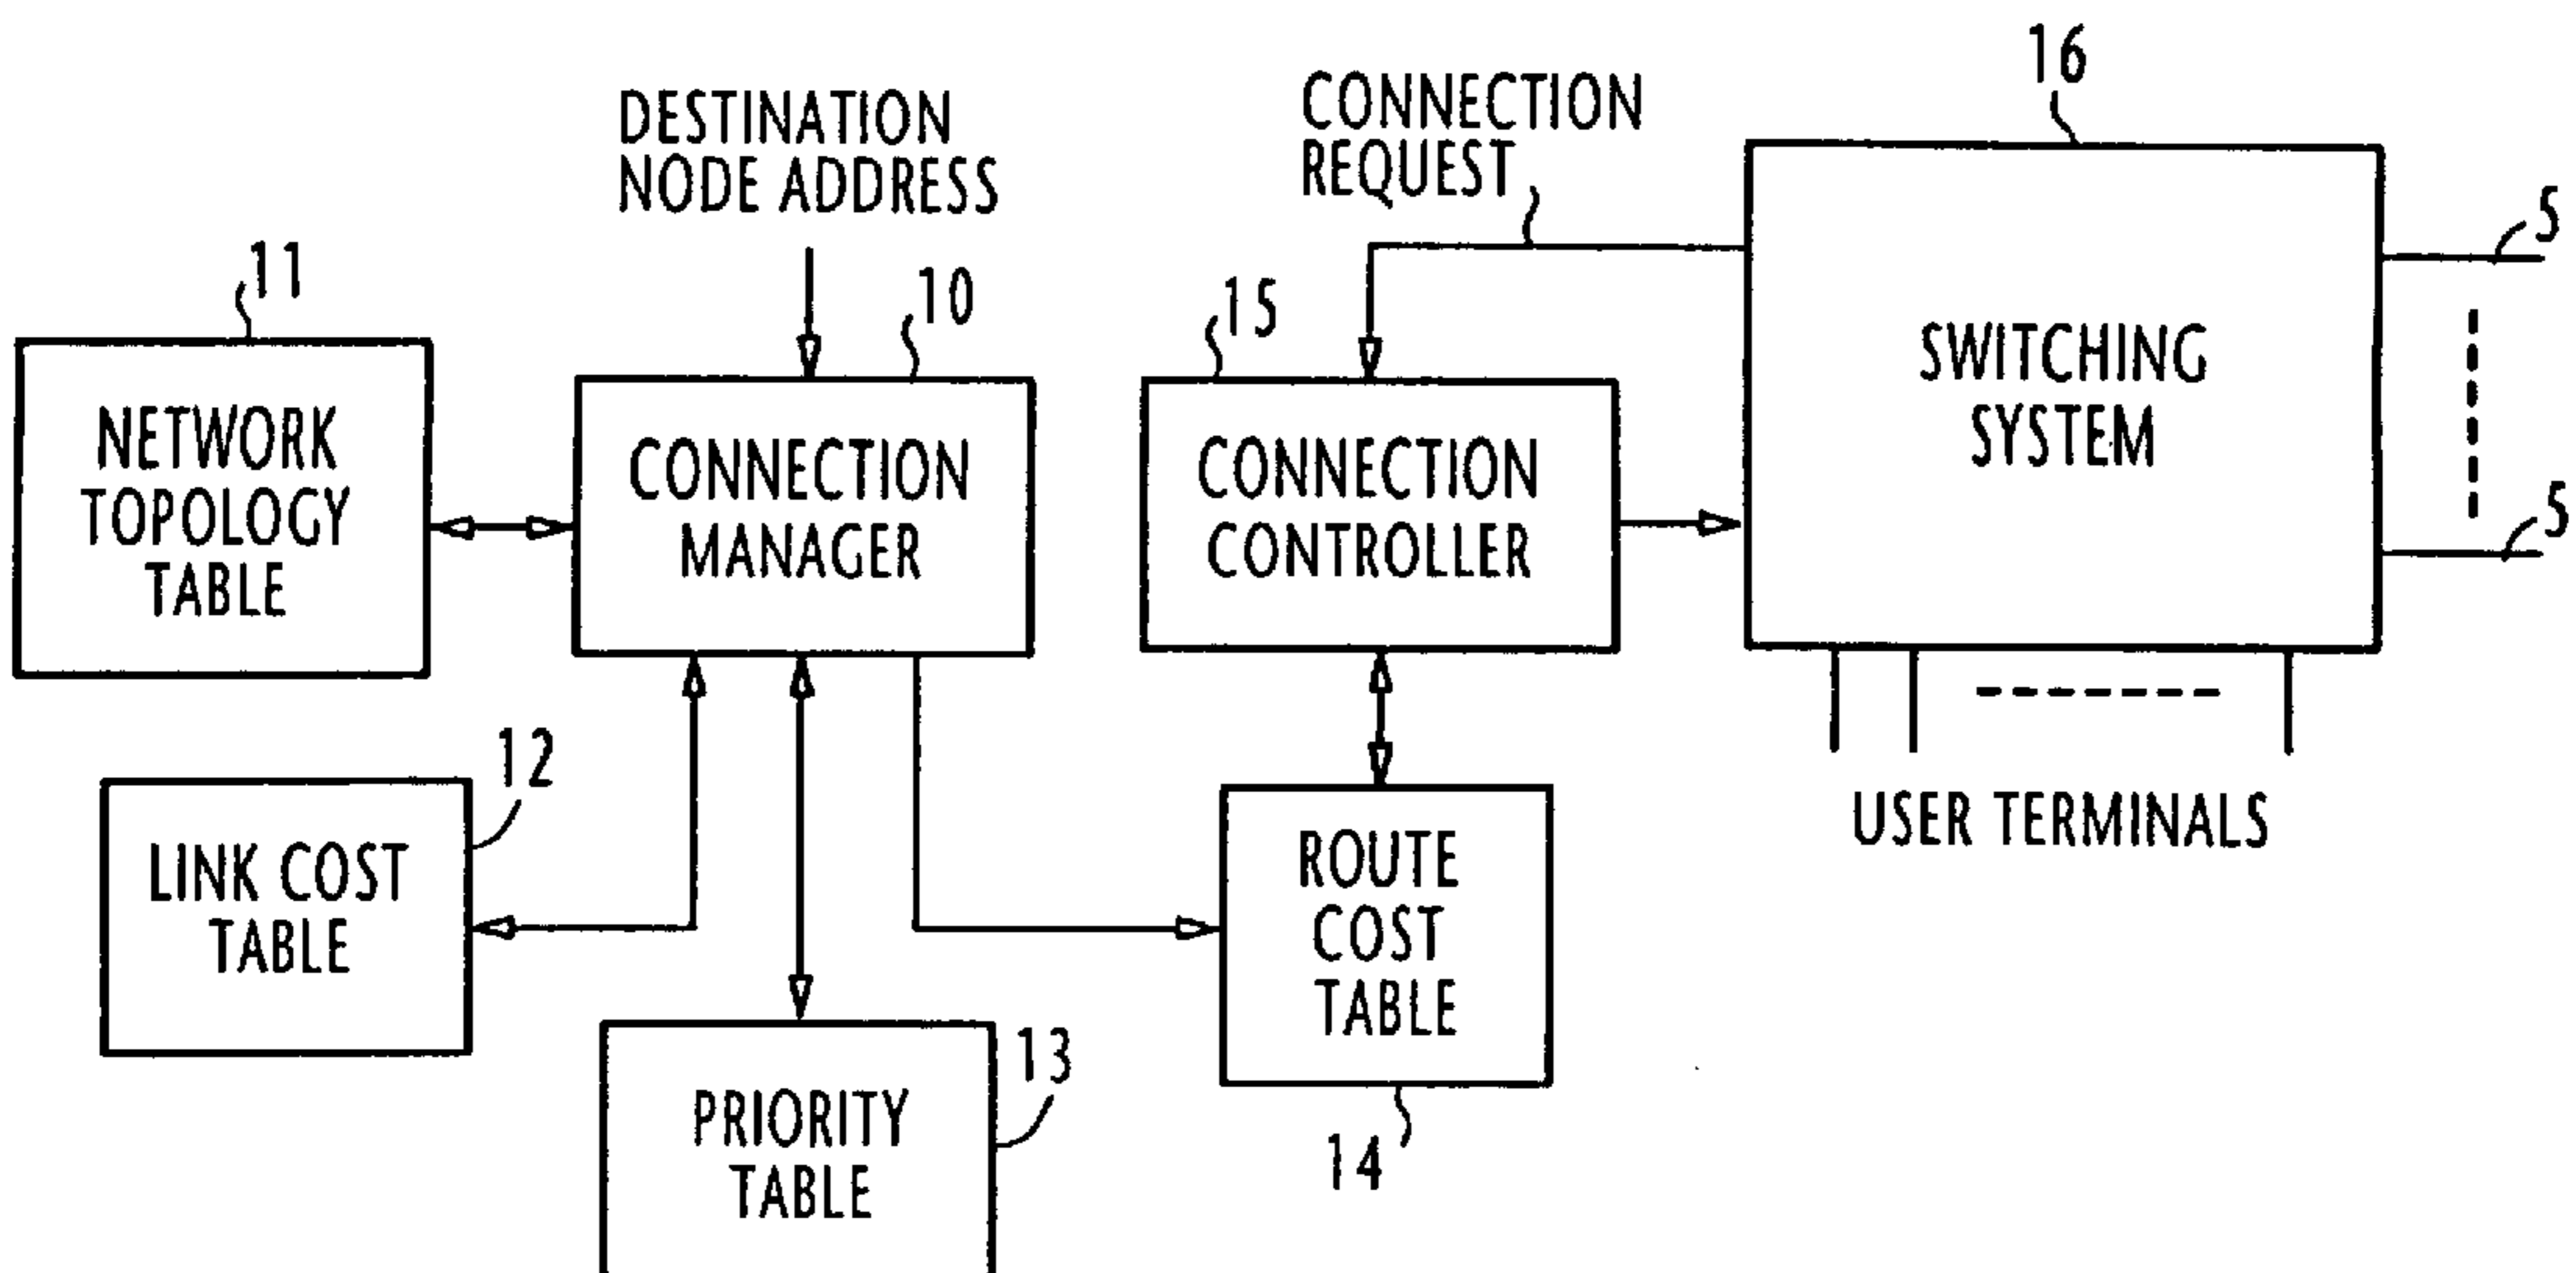 16
DESTINATION
NODE ADDRESS
CONNECTION
REQUEST
5
11
10
15
NETWORK
TOPOLOGY
TABLE
CONNECTION
MANAGER
CONNECTION
CONTROLLER
SWITCHING
SYSTEM
5
12
LINK COST
TABLE
USER TERMINALS
ROUTE
COST
TABLE
13
PRIORITY
TABLE
14